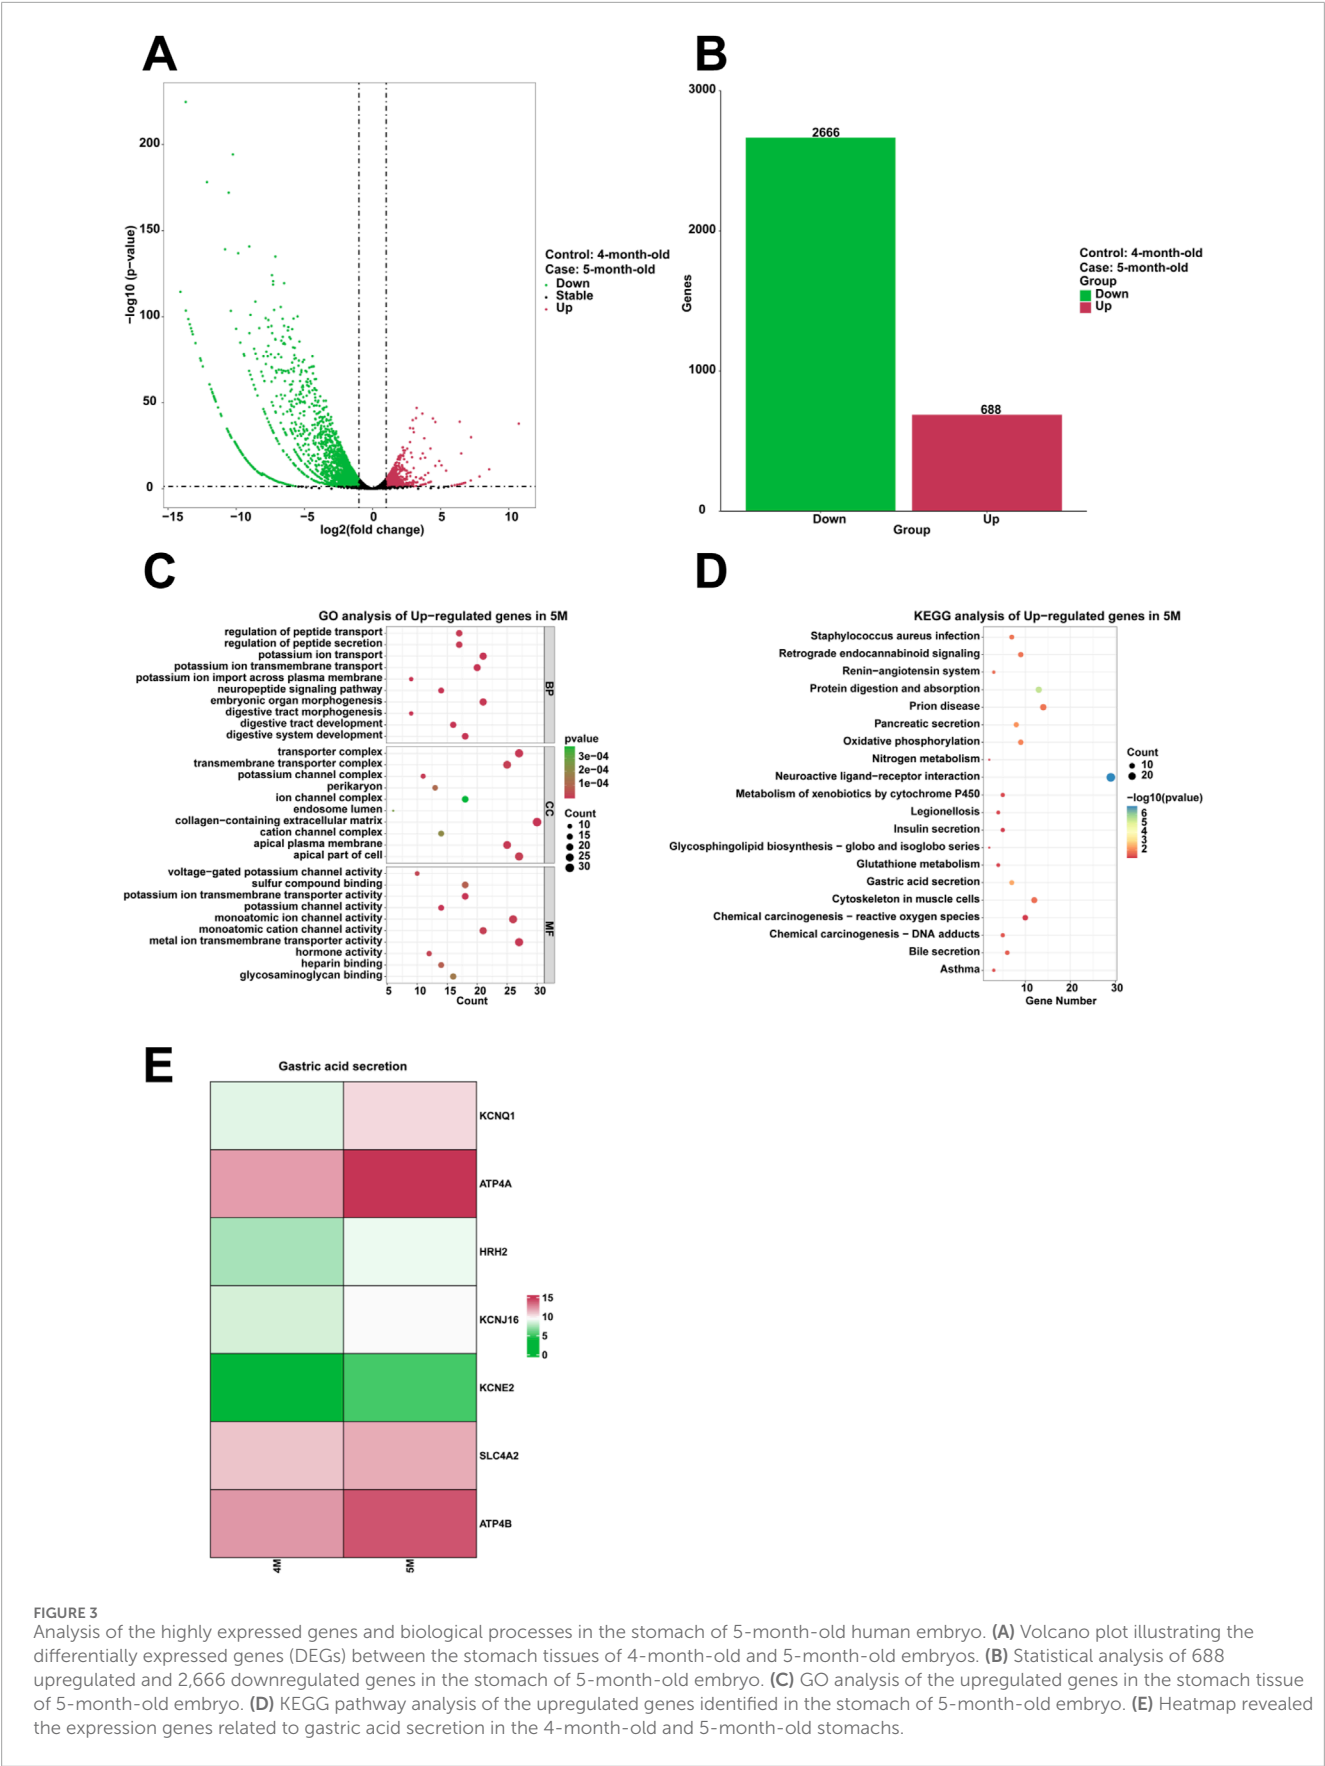 A
200
150
100
50
0
−log10 (p−value)
−15
−10
−5
0
5
10
log2(fold change)
Control: 4-month-old
Case: 5-month-old
Down
Stable
Up
B
3000
2000
1000
0
Genes
2666
688
Down
Up
Group
Control: 4-month-old
Case: 5-month-old
Group
Down
Up
C
GO analysis of Up−regulated genes in 5M
regulation of peptide transport
regulation of peptide secretion
potassium ion transport
potassium ion transmembrane transport
potassium ion import across plasma membrane
neuropeptide signaling pathway
embryonic organ morphogenesis
digestive tract morphogenesis
digestive tract development
digestive system development
BP
transporter complex
transmembrane transporter complex
potassium channel complex
perikaryon
ion channel complex
endosome lumen
collagen−containing extracellular matrix
cation channel complex
apical plasma membrane
apical part of cell
CC
voltage−gated potassium channel activity
sulfur compound binding
potassium ion transmembrane transporter activity
potassium channel activity
monoatomic ion channel activity
monoatomic cation channel activity
metal ion transmembrane transporter activity
hormone activity
heparin binding
glycosaminoglycan binding
MF
5
10
15
20
25
30
Count
pvalue
3e−04
2e−04
1e−04
Count
10
15
20
25
30
D
KEGG analysis of Up−regulated genes in 5M
Staphylococcus aureus infection
Retrograde endocannabinoid signaling
Renin−angiotensin system
Protein digestion and absorption
Prion disease
Pancreatic secretion
Oxidative phosphorylation
Nitrogen metabolism
Neuroactive ligand−receptor interaction
Metabolism of xenobiotics by cytochrome P450
Legionellosis
Insulin secretion
Glycosphingolipid biosynthesis − globo and isoglobo series
Glutathione metabolism
Gastric acid secretion
Cytoskeleton in muscle cells
Chemical carcinogenesis − reactive oxygen species
Chemical carcinogenesis − DNA adducts
Bile secretion
Asthma
10
20
30
Gene Number
Count
10
20
−log10(pvalue)
6
5
4
3
2
E
Gastric acid secretion
KCNQ1
ATP4A
HRH2
KCNJ16
KCNE2
SLC4A2
ATP4B
4M
5M
15
10
5
0
FIGURE 3
Analysis of the highly expressed genes and biological processes in the stomach of 5-month-old human embryo. (A) Volcano plot illustrating the
differentially expressed genes (DEGs) between the stomach tissues of 4-month-old and 5-month-old embryos. (B) Statistical analysis of 688
upregulated and 2,666 downregulated genes in the stomach of 5-month-old embryo. (C) GO analysis of the upregulated genes in the stomach tissue
of 5-month-old embryo. (D) KEGG pathway analysis of the upregulated genes identified in the stomach of 5-month-old embryo. (E) Heatmap revealed
the expression genes related to gastric acid secretion in the 4-month-old and 5-month-old stomachs.